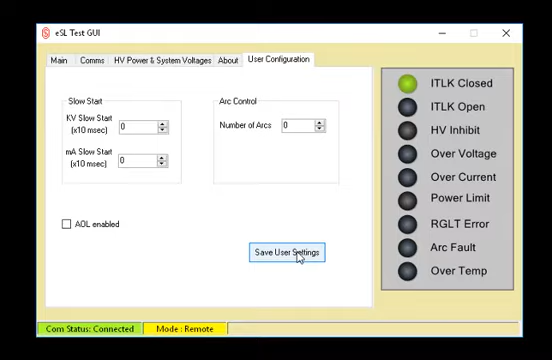 eSL Test GUI
Main
Comms
HV Power & System Voltages
About
User Configuration
Slow Start
KV Slow Start
(x10 msec)
0
mA Slow Start
(x10 msec)
0
Arc Control
Number of Arcs
0
AOL enabled
Save User Settings
ITLK Closed
ITLK Open
HV Inhibit
Over Voltage
Over Current
Power Limit
RGLT Error
Arc Fault
Over Temp
Com Status: Connected
Mode : Remote